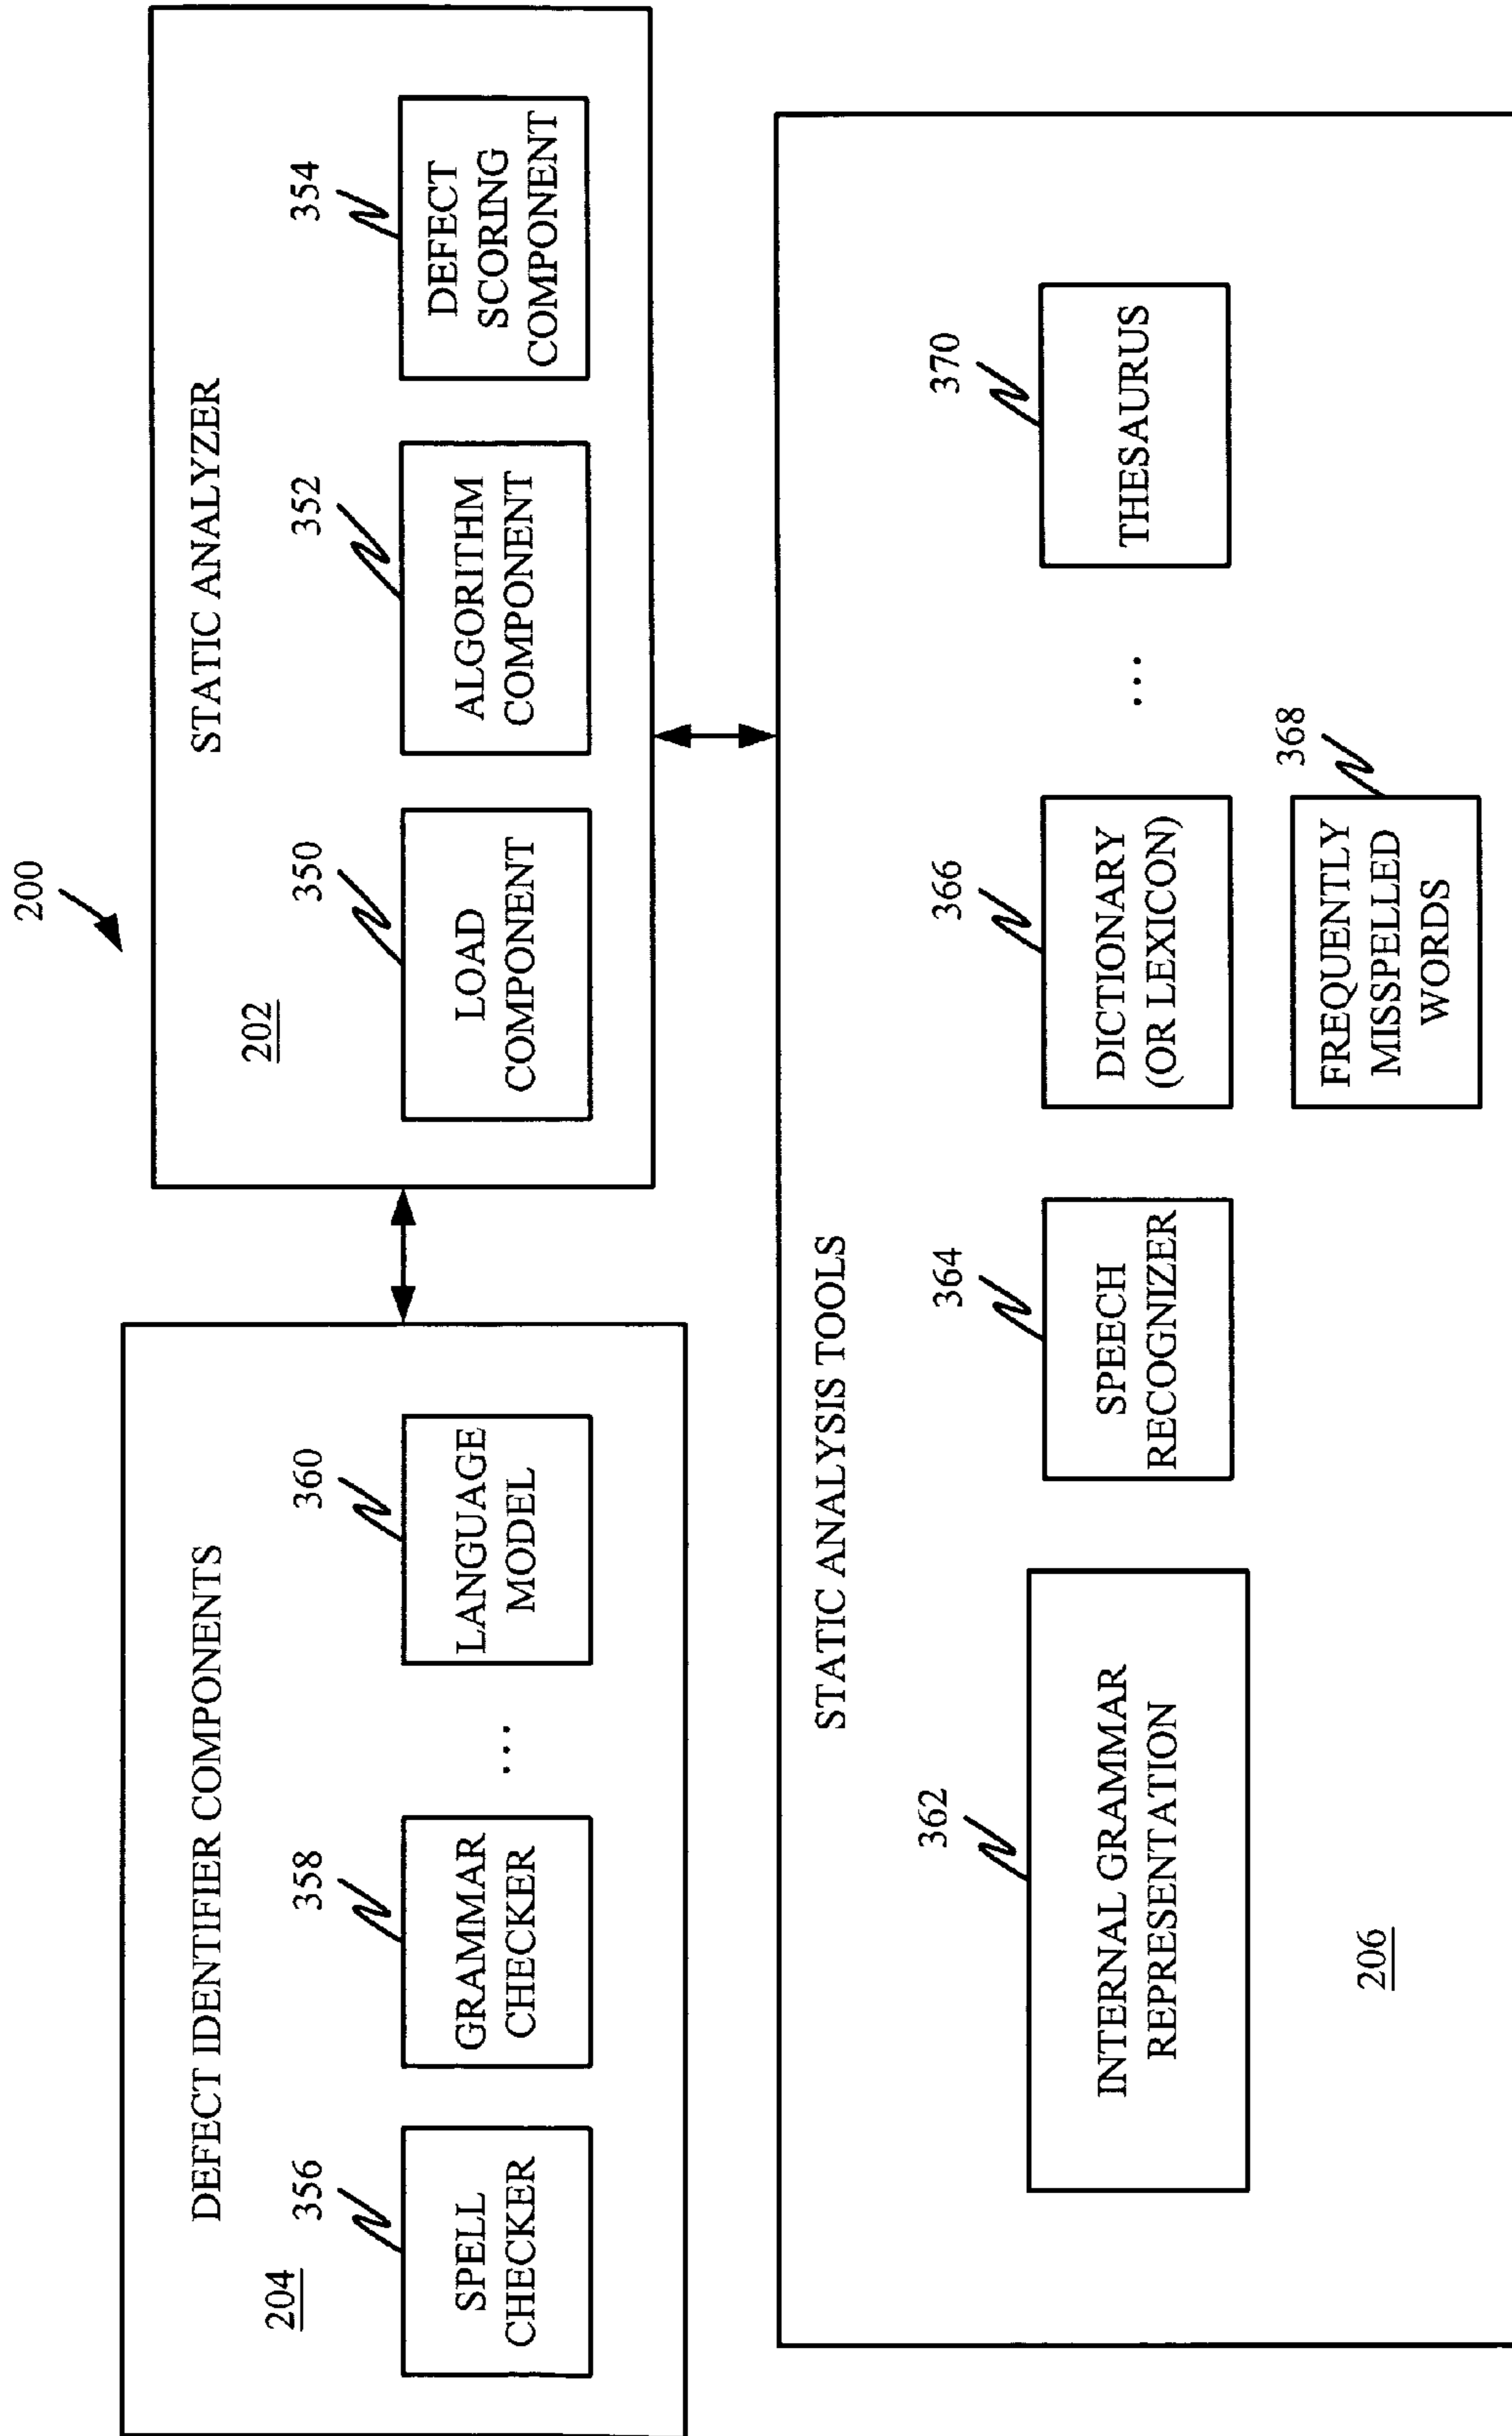 200
DEFECT IDENTIFIER COMPONENTS
204
356
SPELL
CHECKER
358
GRAMMAR
CHECKER
...
360
LANGUAGE
MODEL
STATIC ANALYZER
202
350
LOAD
COMPONENT
352
ALGORITHM
COMPONENT
354
DEFECT
SCORING
COMPONENT
STATIC ANALYSIS TOOLS
362
INTERNAL GRAMMAR
REPRESENTATION
206
364
SPEECH
RECOGNIZER
366
DICTIONARY
(OR LEXICON)
368
FREQUENTLY
MISSPELLED
WORDS
...
370
THESAURUS